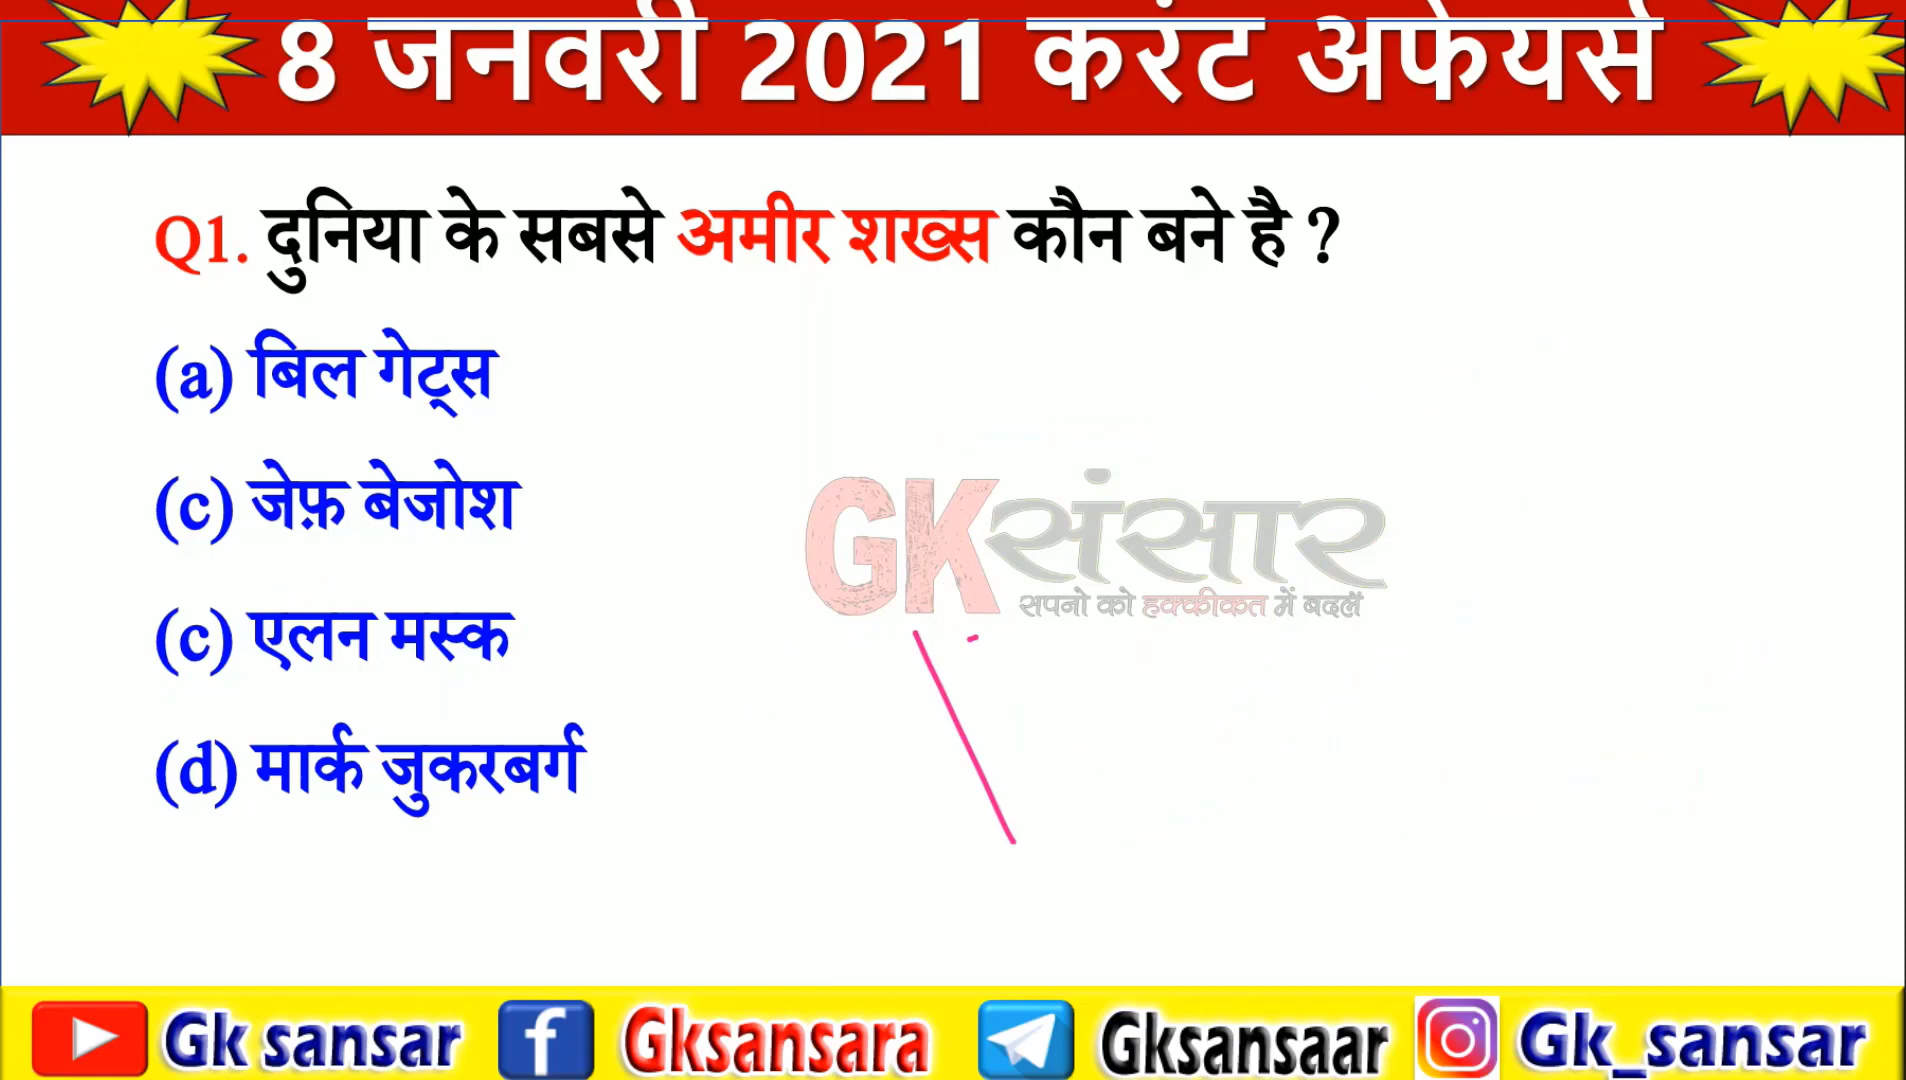 8 जनवरी 2021 करंट अफेयर्स
Q1. दुनिया के सबसे अमीर शख्स कौन बने है ?
(a) बिल गेट्स
(c) जेफ़ बेजोश
(c) एलन मस्क
(d) मार्क जुकरबर्ग
GK संसार
सपनो को हक्कीकत में बदलें
Gk sansar Gksansara Gksansaar Gk_sansar